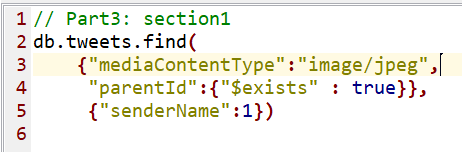 1 // Part3: section1
2 db.tweets.find(
3 {"mediaContentType":"image/jpeg",
4 "parentId":{"$exists" : true}},
5 {"senderName":1})
6